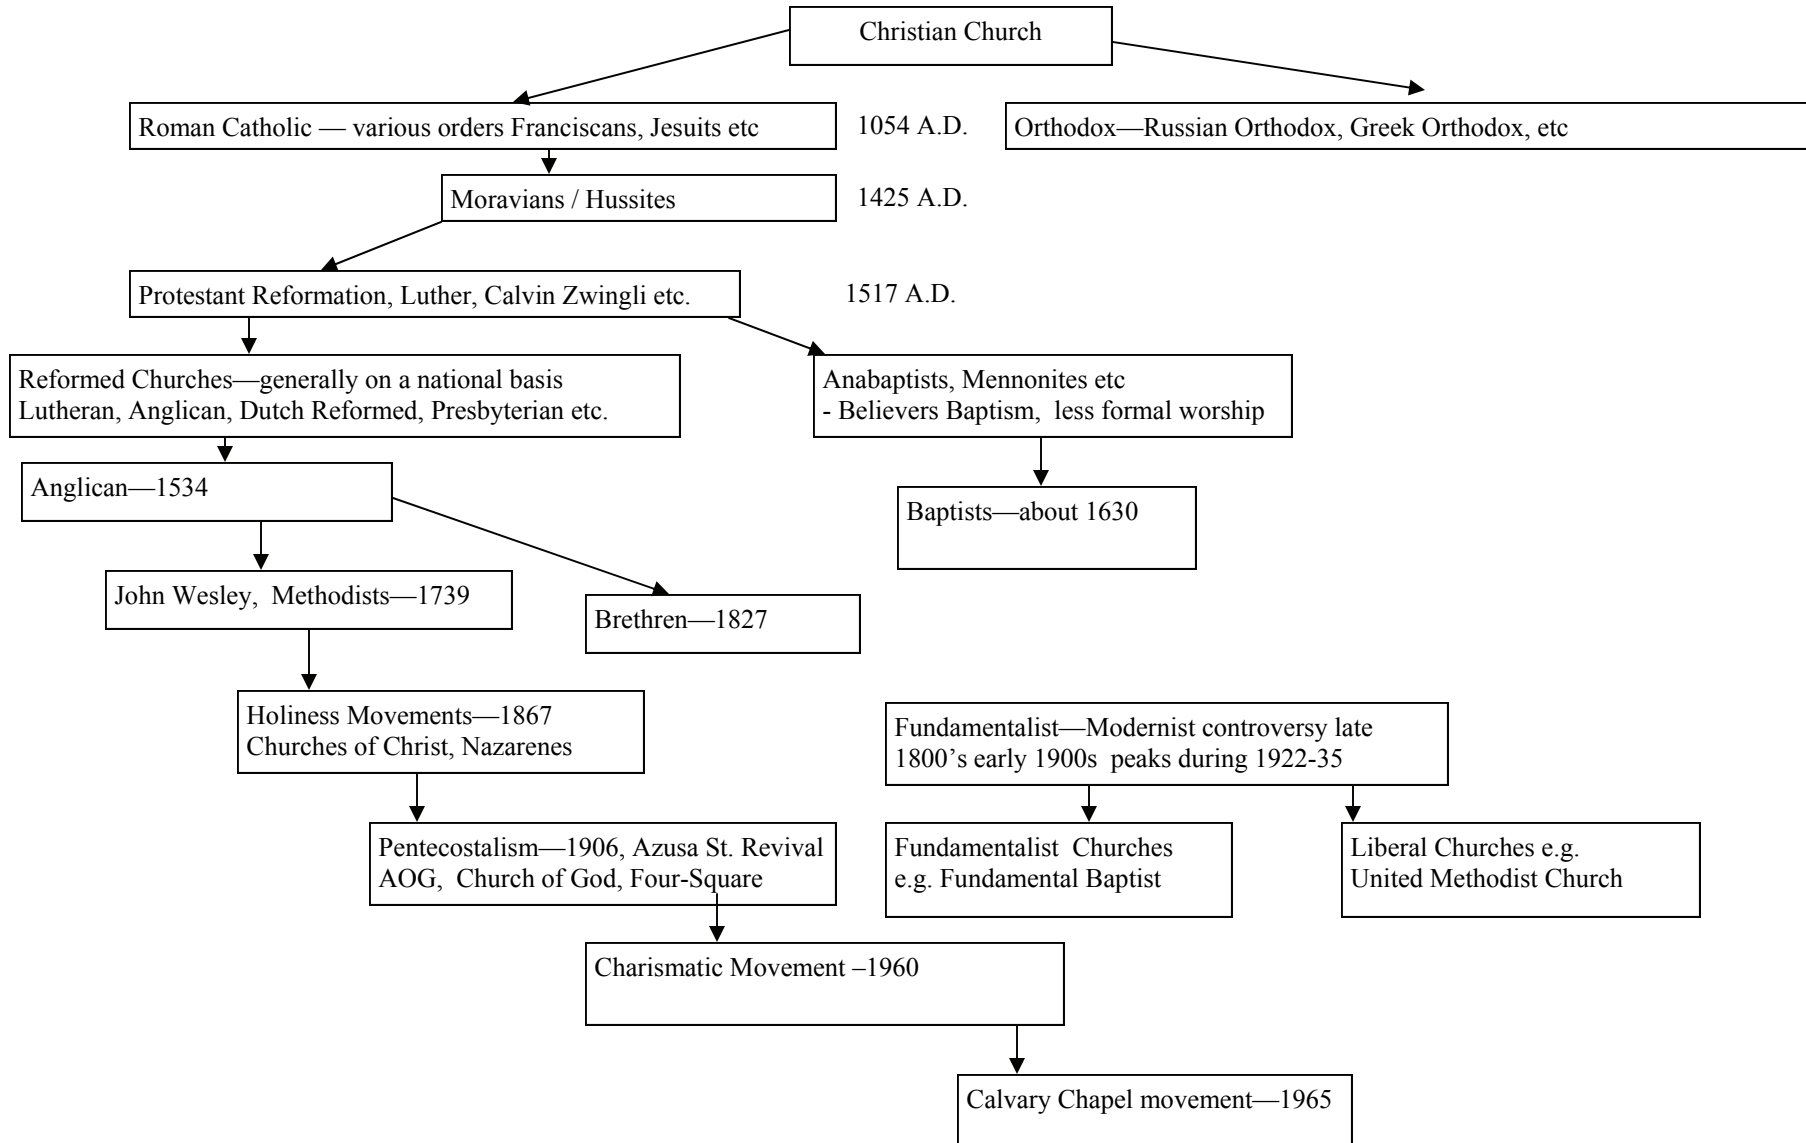 Christian Church
Roman Catholic — various orders Franciscans, Jesuits etc
1054 A.D.
Orthodox—Russian Orthodox, Greek Orthodox, etc
Moravians / Hussites
1425 A.D.
Protestant Reformation, Luther, Calvin Zwingli etc.
1517 A.D.
Reformed Churches—generally on a national basis
Lutheran, Anglican, Dutch Reformed, Presbyterian etc.
Anabaptists, Mennonites etc
- Believers Baptism,  less formal worship
Anglican—1534
Baptists—about 1630
John Wesley,  Methodists—1739
Brethren—1827
Holiness Movements—1867
Churches of Christ, Nazarenes
Fundamentalist—Modernist controversy late
1800’s early 1900s  peaks during 1922-35
Pentecostalism—1906, Azusa St. Revival
AOG,  Church of God, Four-Square
Fundamentalist  Churches
e.g. Fundamental Baptist
Liberal Churches e.g.
United Methodist Church
Charismatic Movement –1960
Calvary Chapel movement—1965